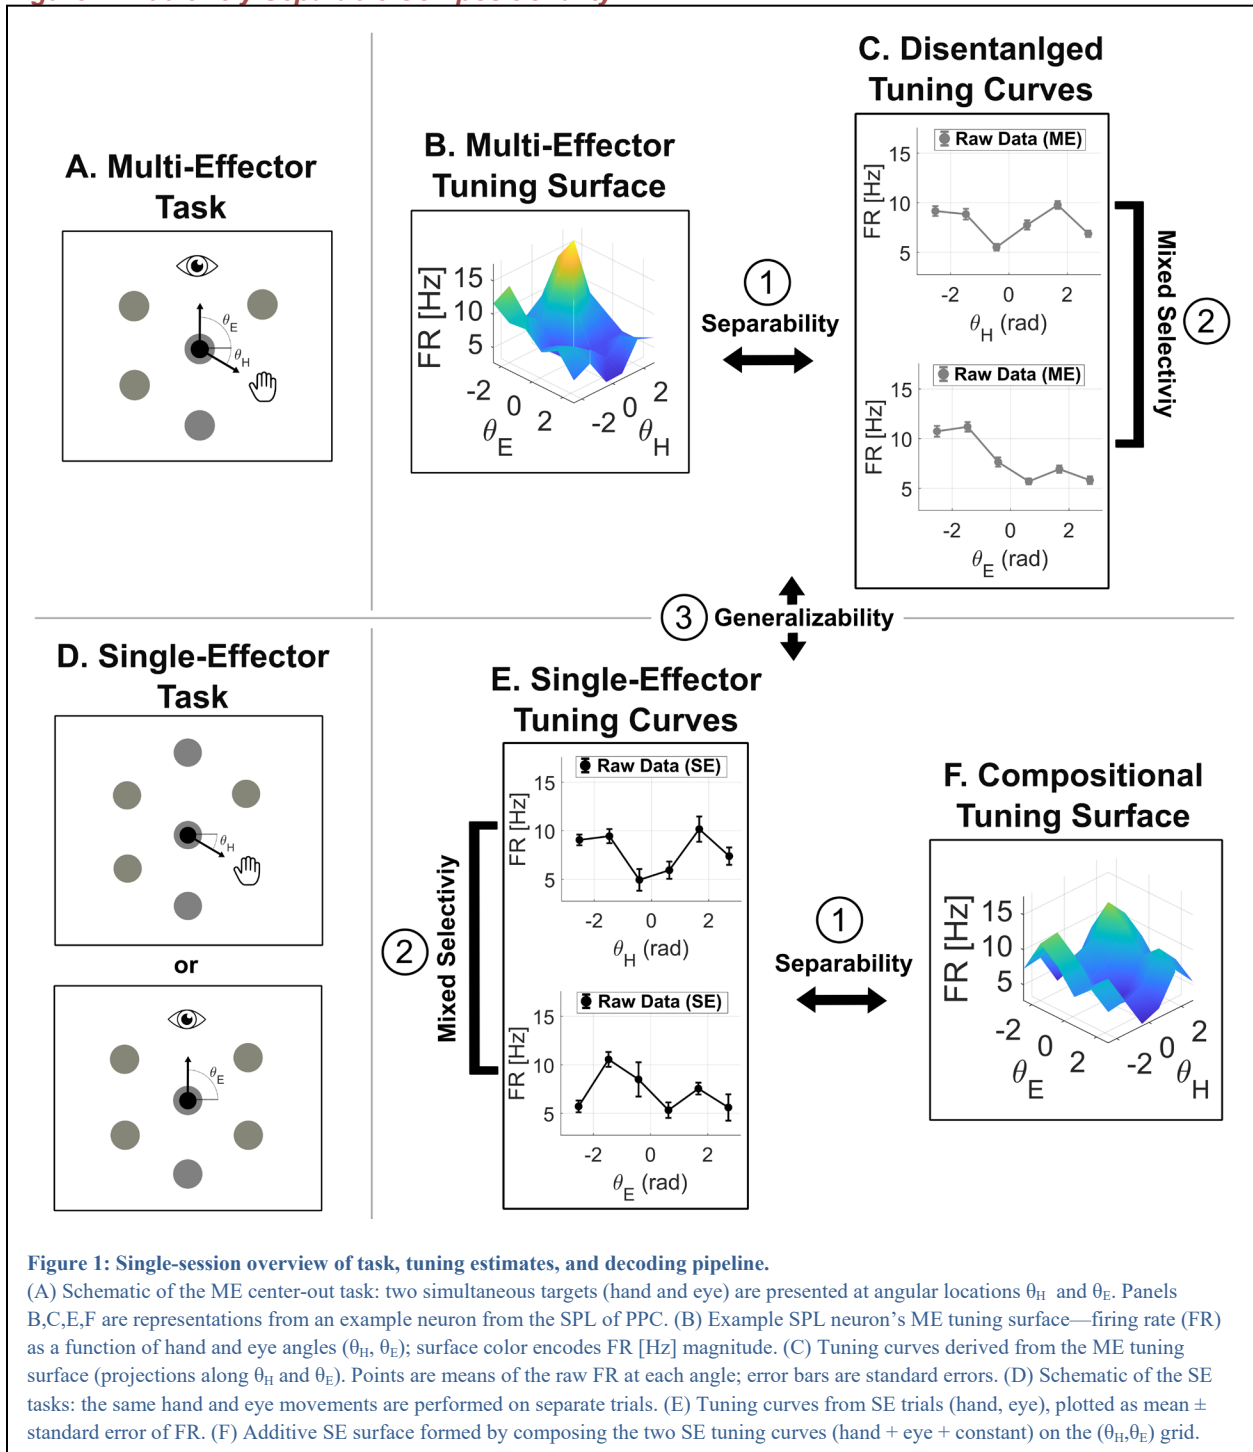 C. Disentanlged
Tuning Curves
B. Multi-Effector
Tuning Surface
A. Multi-Effector
Task
θE
θH
FR [Hz]
15
10
5
-2
0
2
θE
-2
0
2
θH
1
Separability
Raw Data (ME)
FR [Hz]
15
10
5
-2 0 2
θH (rad)
Raw Data (ME)
FR [Hz]
15
10
5
-2 0 2
θE (rad)
Mixed Selectiviy
2
3 Generalizability
D. Single-Effector
Task
θH
or
θE
E. Single-Effector
Tuning Curves
Raw Data (SE)
FR [Hz]
15
10
5
-2 0 2
θH (rad)
Raw Data (SE)
FR [Hz]
15
10
5
-2 0 2
θE (rad)
2
Mixed Selectiviy
1
Separability
F. Compositional
Tuning Surface
FR [Hz]
15
10
5
-2
0
2
θE
-2
0
2
θH
Figure 1: Single-session overview of task, tuning estimates, and decoding pipeline.
(A) Schematic of the ME center-out task: two simultaneous targets (hand and eye) are presented at angular locations θH and θE. Panels
B,C,E,F are representations from an example neuron from the SPL of PPC. (B) Example SPL neuron’s ME tuning surface—firing rate (FR)
as a function of hand and eye angles (θH, θE); surface color encodes FR [Hz] magnitude. (C) Tuning curves derived from the ME tuning
surface (projections along θH and θE). Points are means of the raw FR at each angle; error bars are standard errors. (D) Schematic of the SE
tasks: the same hand and eye movements are performed on separate trials. (E) Tuning curves from SE trials (hand, eye), plotted as mean ±
standard error of FR. (F) Additive SE surface formed by composing the two SE tuning curves (hand + eye + constant) on the (θH,θE) grid.